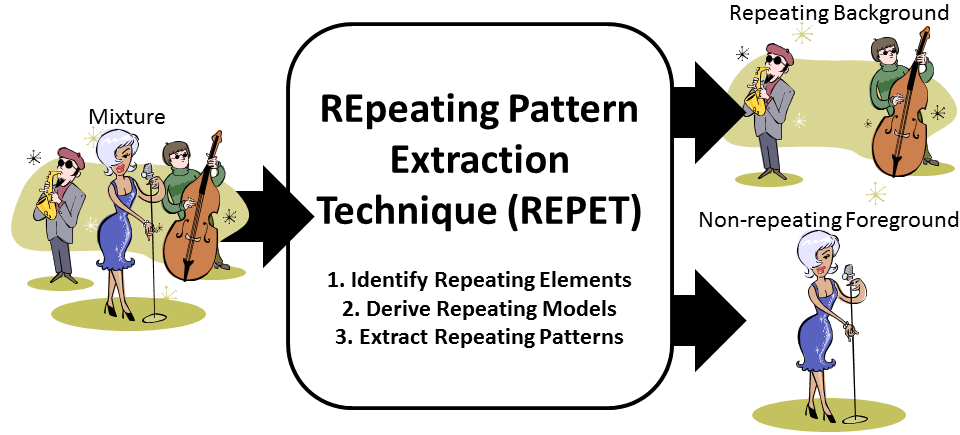 Mixture
REpeating Pattern
Extraction
Technique (REPET)
1. Identify Repeating Elements
2. Derive Repeating Models
3. Extract Repeating Patterns
Repeating Background
Non-repeating Foreground